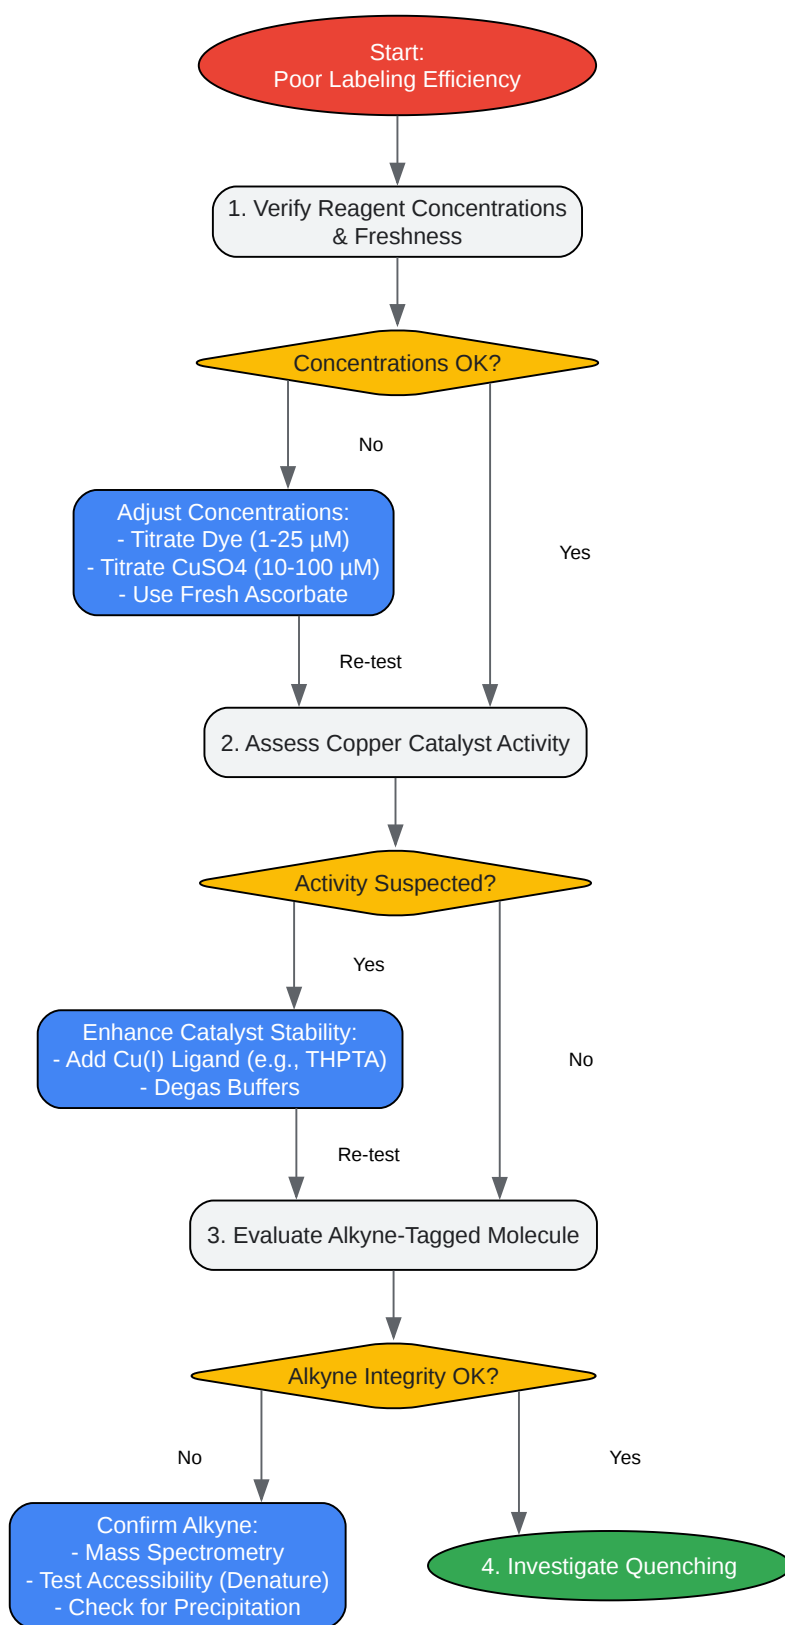 Start:
Poor Labeling Efficiency
1. Verify Reagent Concentrations
& Freshness
Concentrations OK?
No
Adjust Concentrations:
- Titrate Dye (1-25 µM)
- Titrate CuSO4 (10-100 µM)
- Use Fresh Ascorbate
Yes
Re-test
2. Assess Copper Catalyst Activity
Activity Suspected?
Yes
Enhance Catalyst Stability:
- Add Cu(I) Ligand (e.g., THPTA)
- Degas Buffers
No
Re-test
3. Evaluate Alkyne-Tagged Molecule
Alkyne Integrity OK?
No
Yes
Confirm Alkyne:
- Mass Spectrometry
- Test Accessibility (Denature)
- Check for Precipitation
4. Investigate Quenching